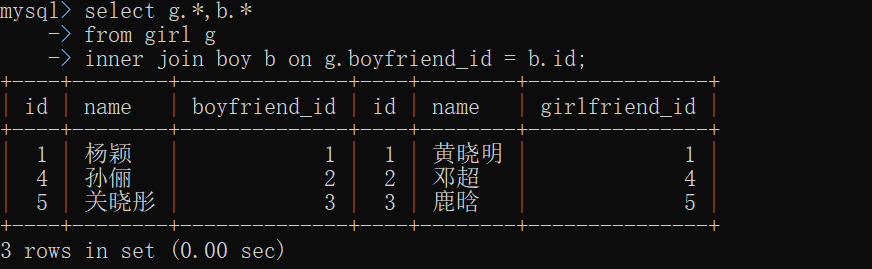 mysql> select g.*,b.*
    -> from girl g
    -> inner join boy b on g.boyfriend_id = b.id;
+----+--------+--------------+----+--------+---------------+
| id | name   | boyfriend_id | id | name   | girlfriend_id |
+----+--------+--------------+----+--------+---------------+
|  1 | 杨颖   |            1 |  1 | 黄晓明 |             1 |
|  4 | 孙俪   |            2 |  2 | 邓超   |             4 |
|  5 | 关晓彤 |            3 |  3 | 鹿晗   |             5 |
+----+--------+--------------+----+--------+---------------+
3 rows in set (0.00 sec)